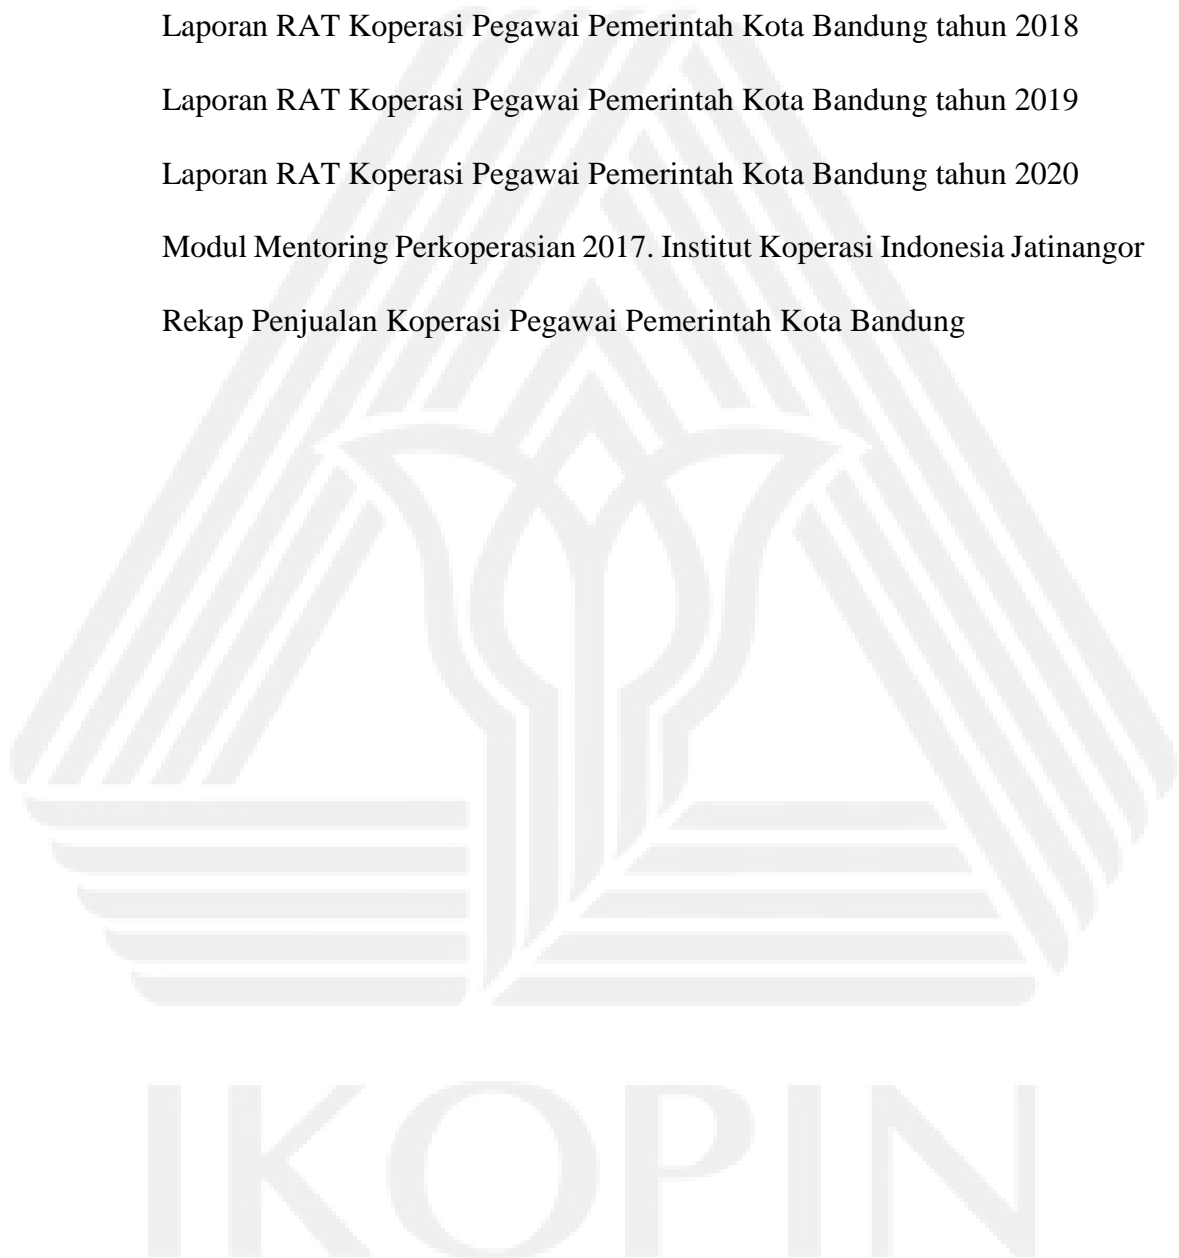 Laporan RAT Koperasi Pegawai Pemerintah Kota Bandung tahun 2018
Laporan RAT Koperasi Pegawai Pemerintah Kota Bandung tahun 2019
Laporan RAT Koperasi Pegawai Pemerintah Kota Bandung tahun 2020
Modul Mentoring Perkoperasian 2017. Institut Koperasi Indonesia Jatinangor
Rekap Penjualan Koperasi Pegawai Pemerintah Kota Bandung
IKOPIN